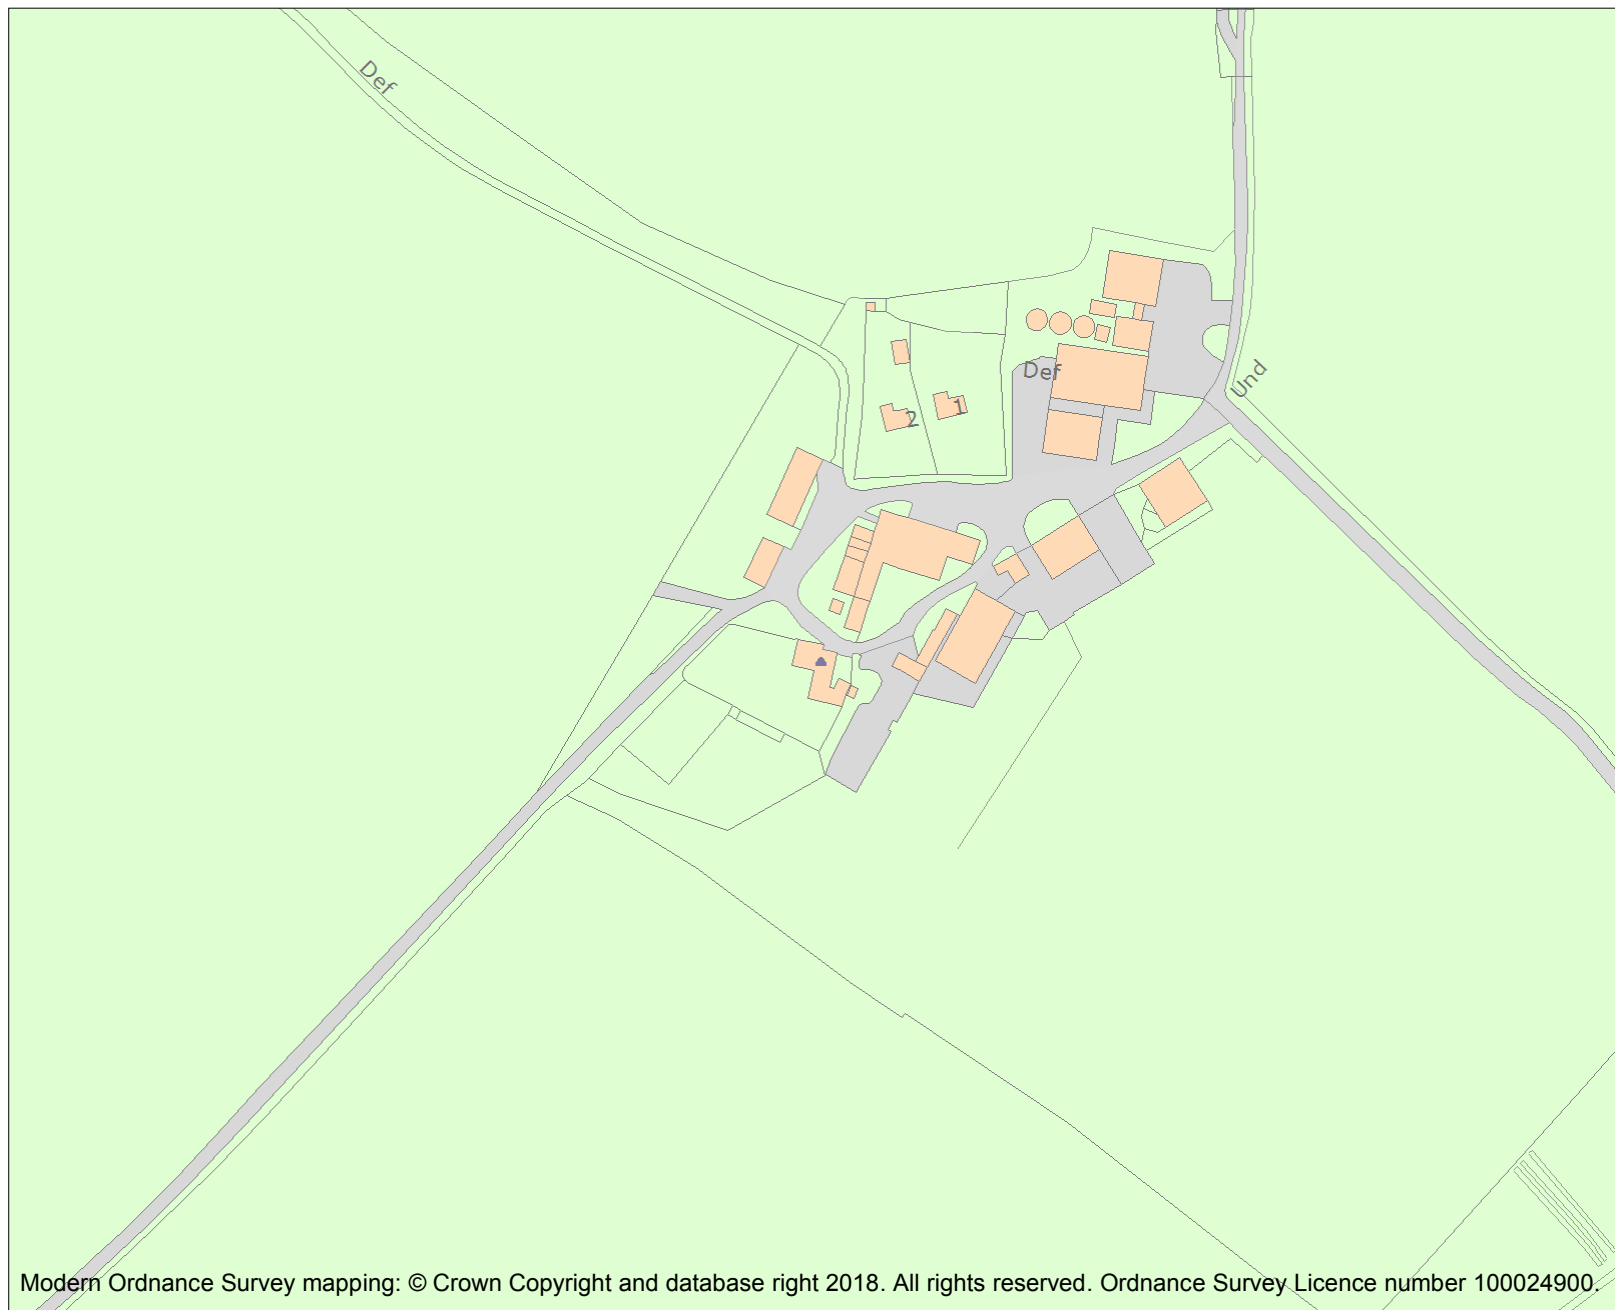 Def
Def
Und
1
2
Modern Ordnance Survey mapping: © Crown Copyright and database right 2018. All rights reserved. Ordnance Survey Licence number 100024900.